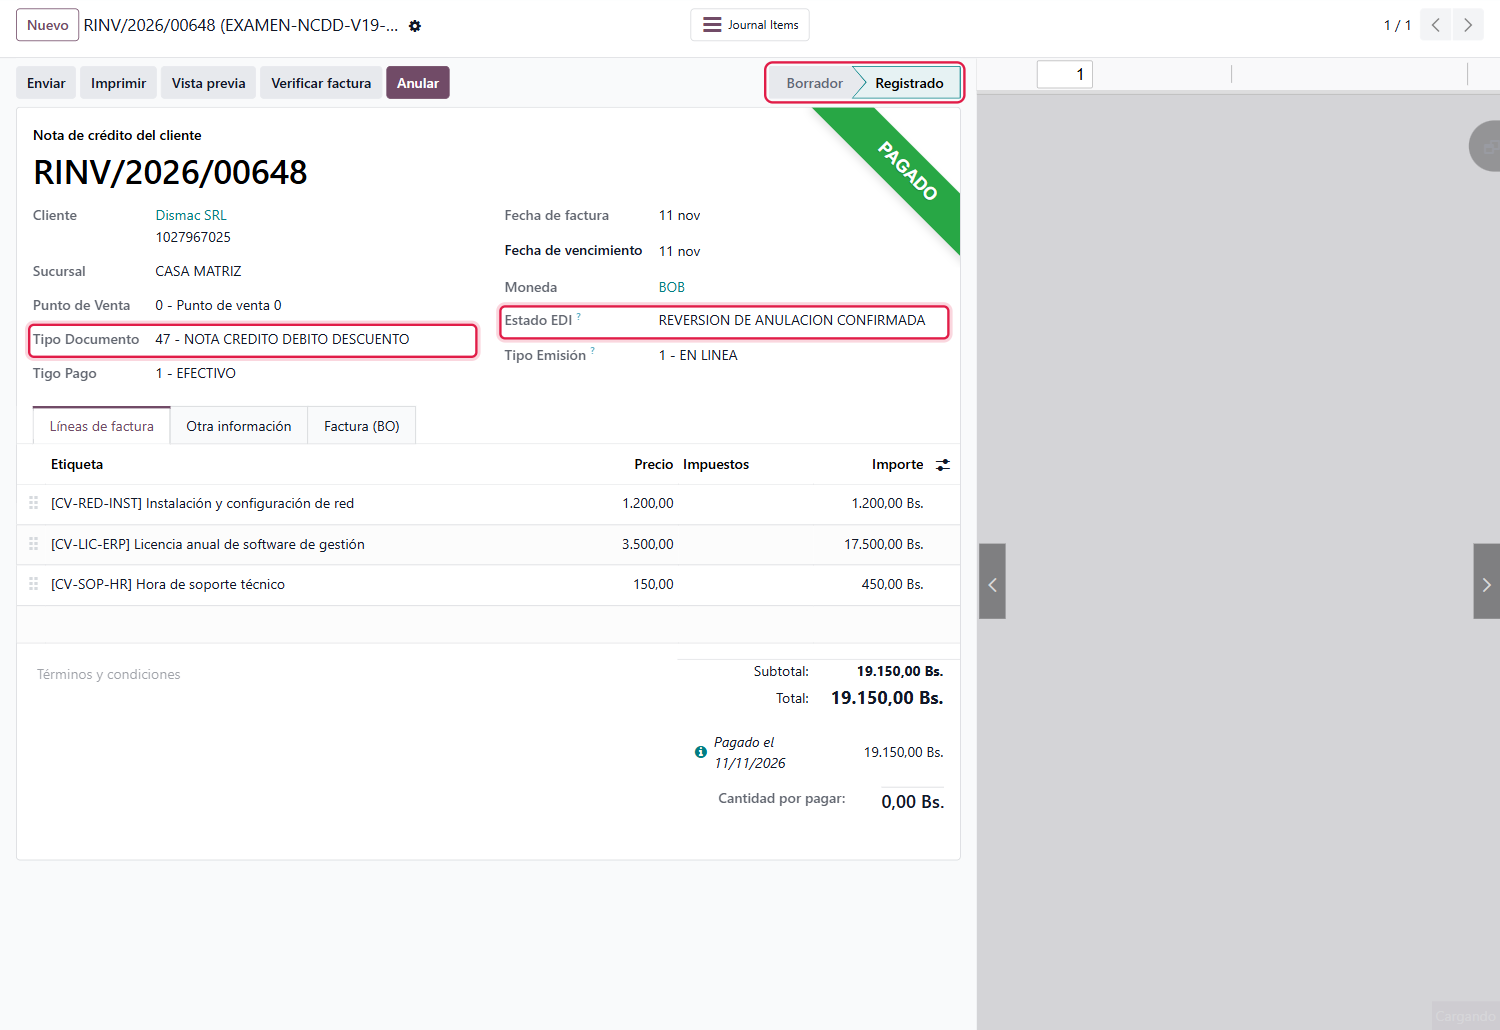 Nuevo RINV/2026/00648 (EXAMEN-NCDD-V19-... Journal Items 1 / 1
Enviar Imprimir Vista previa Verificar factura Anular Borrador Registrado 1
PAGADO
Nota de crédito del cliente
RINV/2026/00648
Cliente Dismac SRL Fecha de factura 11 nov
1027967025
Fecha de vencimiento 11 nov
Sucursal CASA MATRIZ
Moneda BOB
Punto de Venta 0 - Punto de venta 0
Estado EDI ? REVERSION DE ANULACION CONFIRMADA
Tipo Documento 47 - NOTA CREDITO DEBITO DESCUENTO
Tipo Emisión ? 1 - EN LINEA
Tigo Pago 1 - EFECTIVO
Líneas de factura Otra información Factura (BO)
Etiqueta Precio Impuestos Importe
[CV-RED-INST] Instalación y configuración de red 1.200,00 1.200,00 Bs.
[CV-LIC-ERP] Licencia anual de software de gestión 3.500,00 17.500,00 Bs.
[CV-SOP-HR] Hora de soporte técnico 150,00 450,00 Bs.
Términos y condiciones
Subtotal: 19.150,00 Bs.
Total: 19.150,00 Bs.
Pagado el
11/11/2026 19.150,00 Bs.
Cantidad por pagar: 0,00 Bs.
Cargando